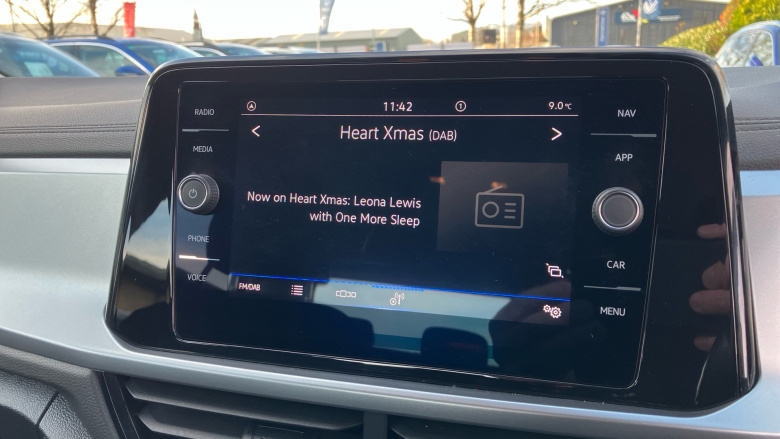 RADIO
MEDIA
PHONE
VOICE
11:42
1
9.0°C
< Heart Xmas (DAB) >
Now on Heart Xmas: Leona Lewis
with One More Sleep
FM/DAB
NAV
APP
CAR
MENU